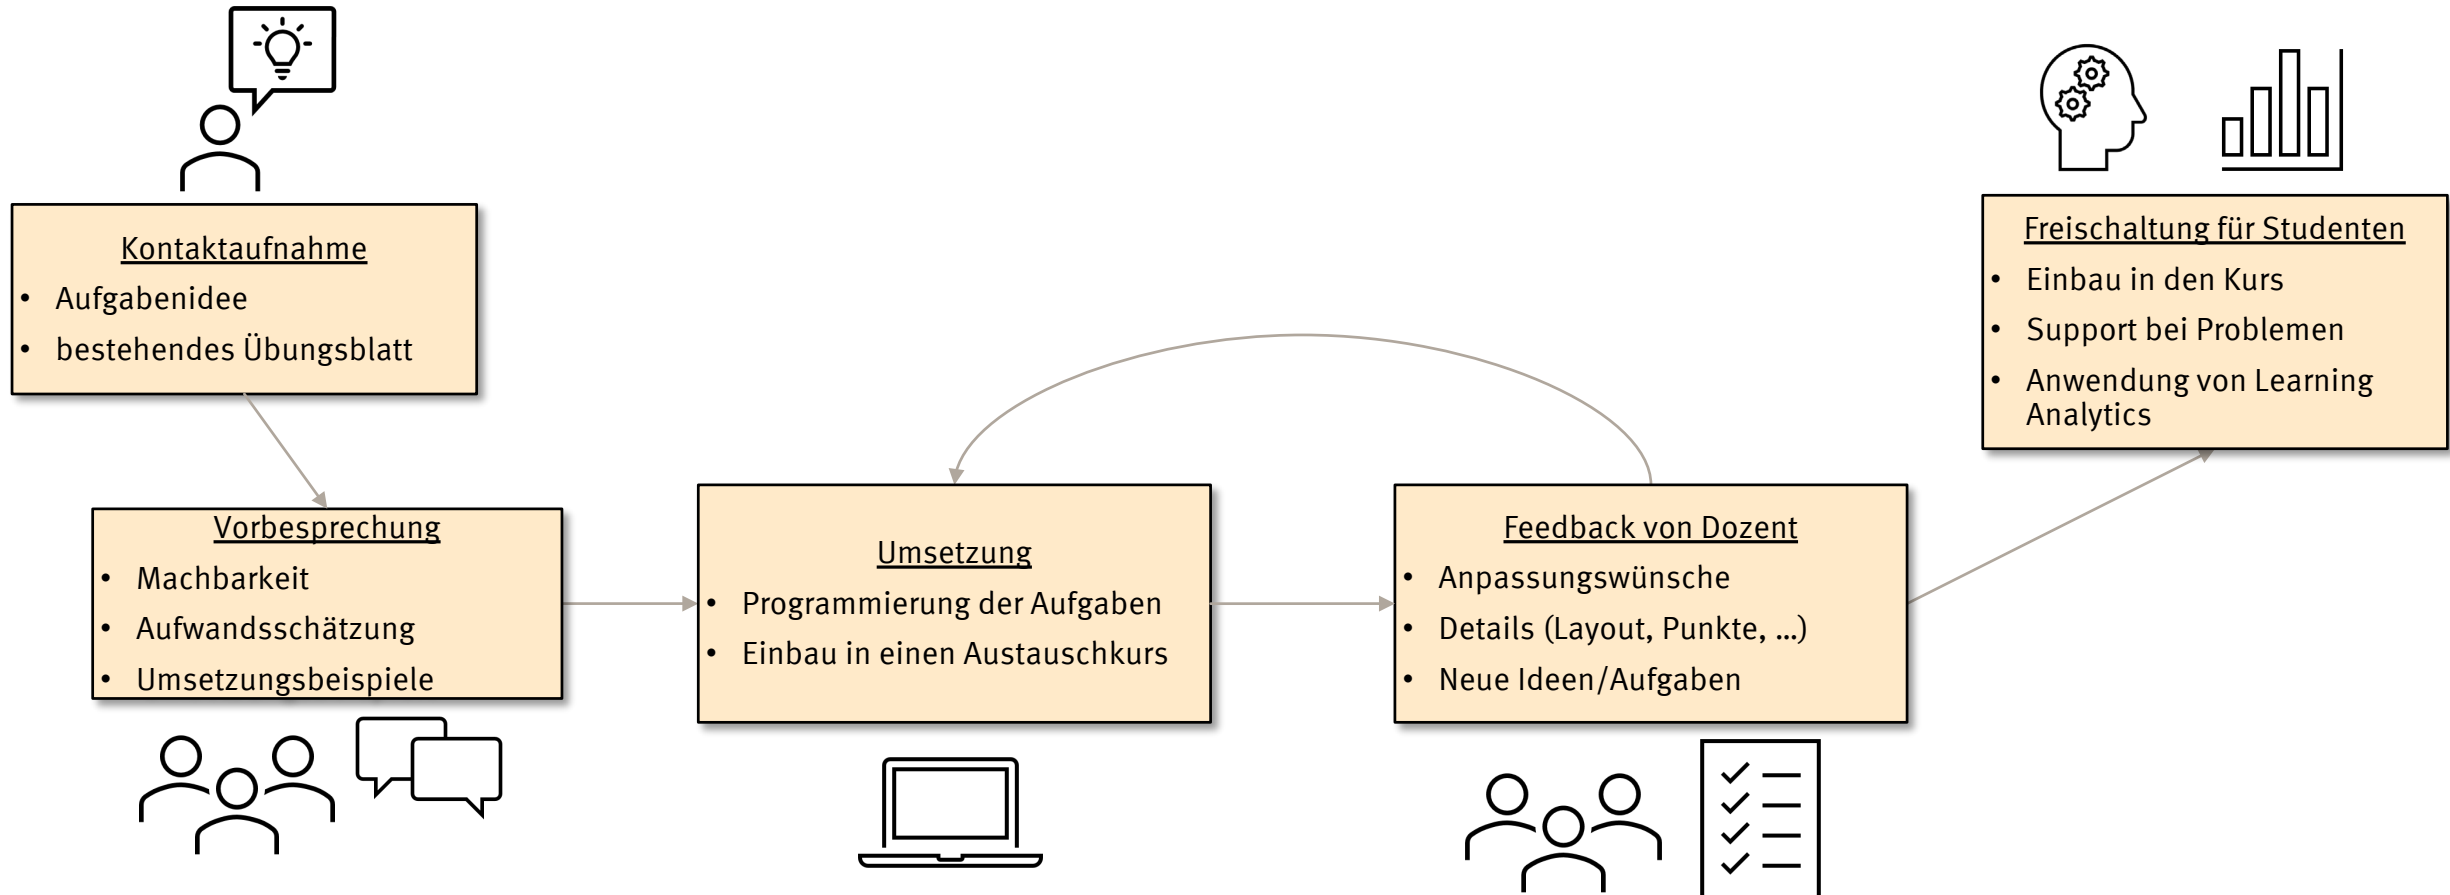 Kontaktaufnahme
• Aufgabenidee
• bestehendes Übungsblatt
Vorbesprechung
• Machbarkeit
• Aufwandsschätzung
• Umsetzungsbeispiele
Umsetzung
• Programmierung der Aufgaben
• Einbau in einen Austauschkurs
Feedback von Dozent
• Anpassungswünsche
• Details (Layout, Punkte, ...)
• Neue Ideen/Aufgaben
Freischaltung für Studenten
• Einbau in den Kurs
• Support bei Problemen
• Anwendung von Learning
Analytics